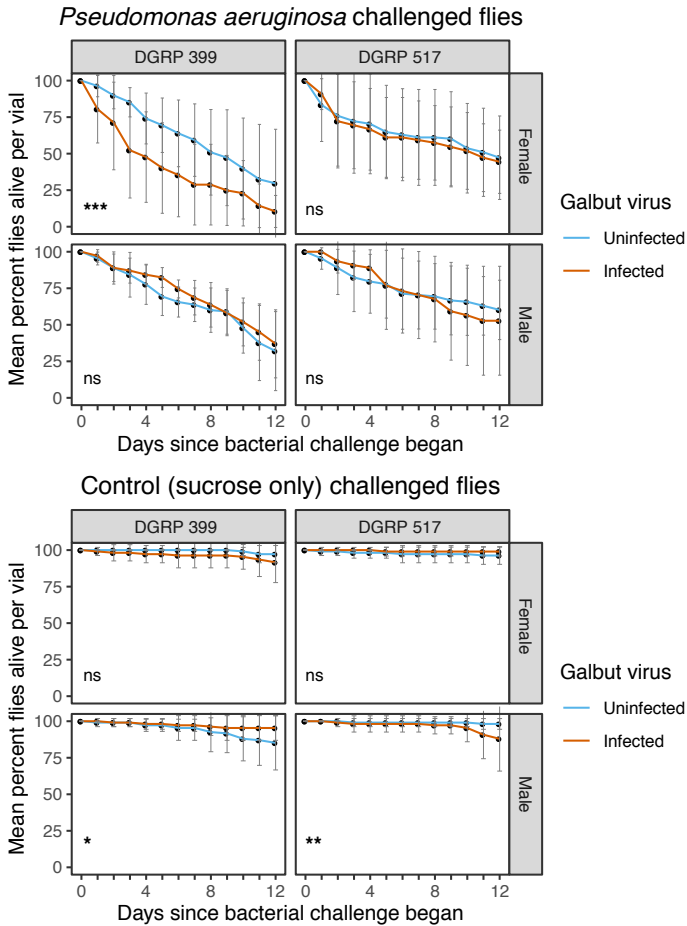 Pseudomonas aeruginosa challenged flies
DGRP 399
DGRP 517
Mean percent flies alive per vial
100
75
50
25
0
***
ns
Female
100
75
50
25
0
ns
ns
Male
0 4 8 12
0 4 8 12
Days since bacterial challenge began
Galbut virus
Uninfected
Infected
Control (sucrose only) challenged flies
DGRP 399
DGRP 517
Mean percent flies alive per vial
100
75
50
25
0
ns
ns
Female
100
75
50
25
0
*
**
Male
0 4 8 12
0 4 8 12
Days since bacterial challenge began
Galbut virus
Uninfected
Infected